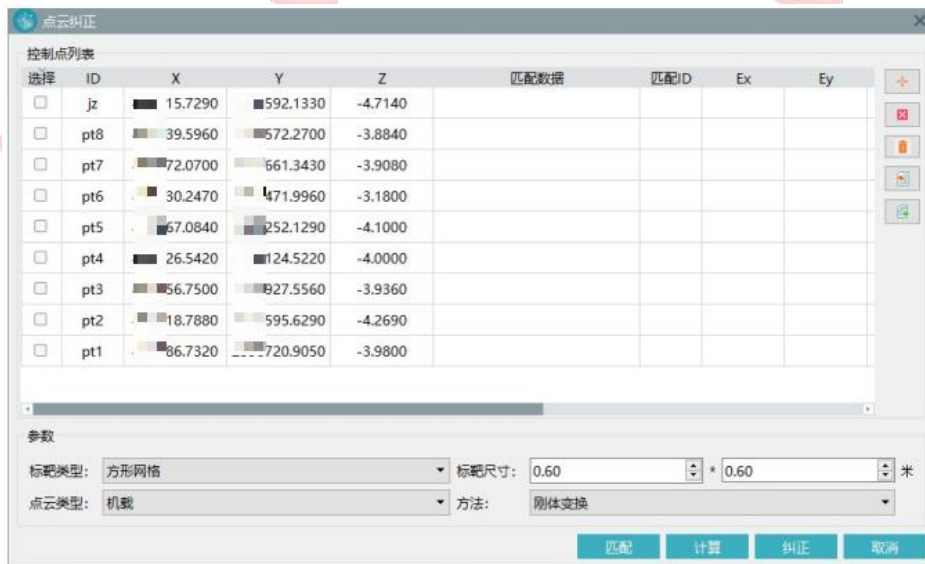 点云纠正
控制点列表
选择 ID X Y Z 匹配数据 匹配ID Ex Ey
jz 15.7290 592.1330 -4.7140
pt8 39.5960 572.2700 -3.8840
pt7 72.0700 661.3430 -3.9080
pt6 30.2470 471.9960 -3.1800
pt5 67.0840 252.1290 -4.1000
pt4 26.5420 124.5220 -4.0000
pt3 56.7500 927.5560 -3.9360
pt2 18.7880 595.6290 -4.2690
pt1 86.7320 720.9050 -3.9800
参数
标靶类型: 方形网格 标靶尺寸: 0.60 * 0.60 米
点云类型: 机载 方法: 刚体变换
匹配 计算 纠正 取消